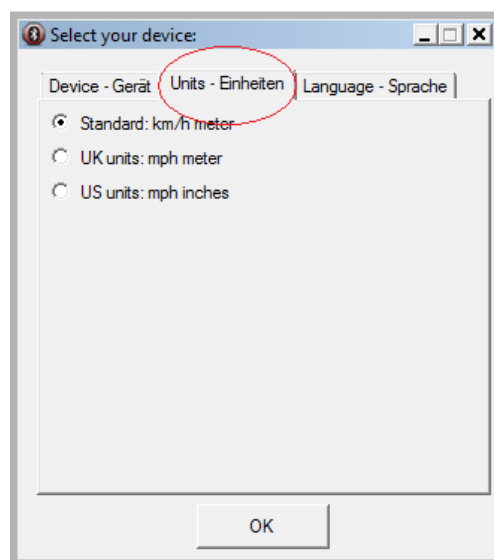 Select your device:
Device - Gerät Units - Einheiten Language - Sprache
Standard: km/h meter
UK units: mph meter
US units: mph inches
OK